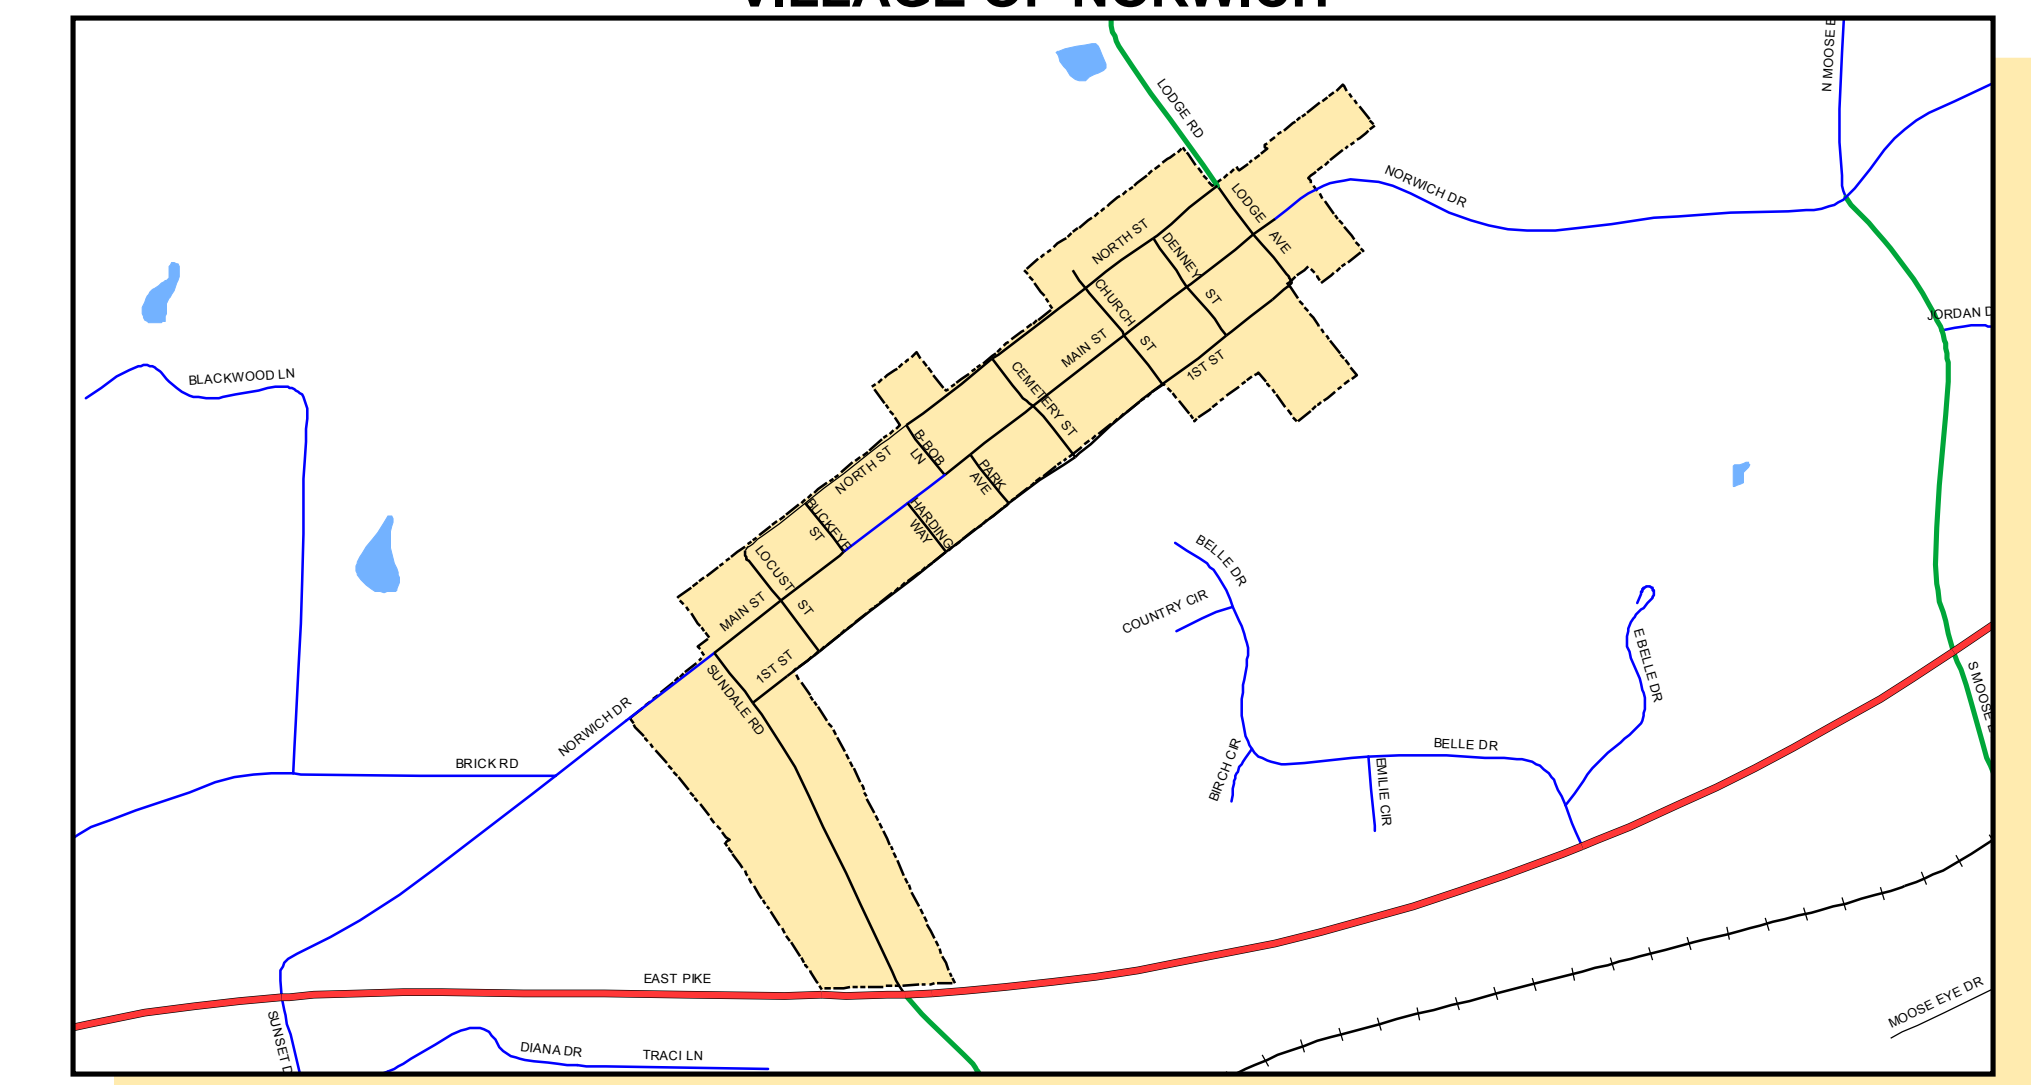 VILLAGE OF NORWICH
N MOOSE E
LODGE RD
NORWICH DR
LODGE AVE
NORTH ST
DENNEY ST
CHURCH ST
MAIN ST
1ST ST
JORDAN D
BLACKWOOD LN
CEMETERY ST
B-BOB LN
NORTH ST
PARK AVE
BUCKEYE ST
HARDING WAY
LOCUST ST
MAIN ST
1ST ST
SUNDALE RD
BELLE DR
COUNTRY CIR
E BELLE DR
S MOOSE
NORWICH DR
BRICK RD
BIRCH CIR
BELLE DR
EMILIE CIR
EAST PIKE
SUNSET D
DIANA DR
TRACI LN
MOOSE EYE DR